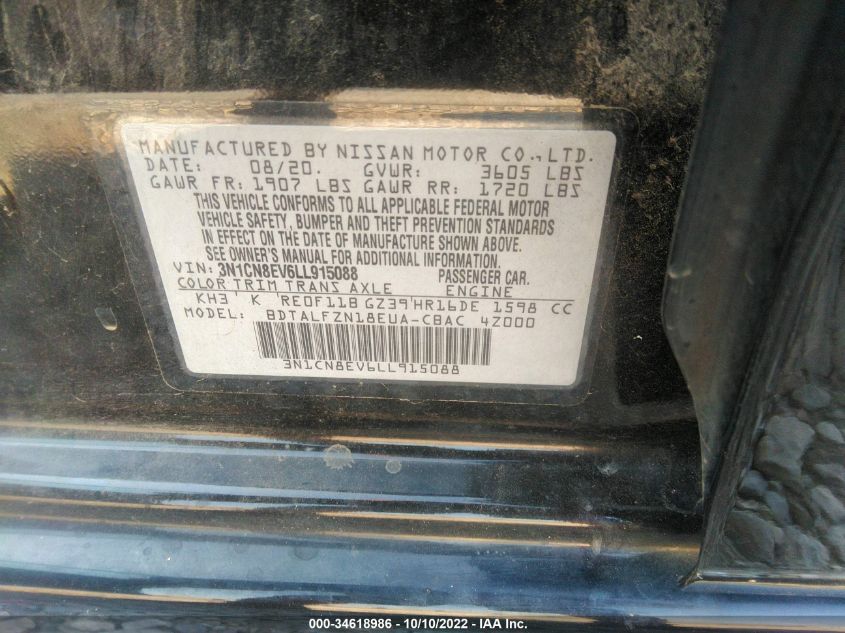 MANUFACTURED BY NISSAN MOTOR CO., LTD.
DATE: 08/20. GVWR: 3605 LBS
GAWR FR: 1907 LBS GAWR RR: 1720 LBS
THIS VEHICLE CONFORMS TO ALL APPLICABLE FEDERAL MOTOR
VEHICLE SAFETY, BUMPER AND THEFT PREVENTION STANDARDS
IN EFFECT ON THE DATE OF MANUFACTURE SHOWN ABOVE.
SEE OWNER'S MANUAL FOR ADDITIONAL INFORMATION.
VIN: 3N1CN8EV6LL915088 PASSENGER CAR.
COLOR TRIM TRANS AXLE ENGINE
KH3 K RE0F11B GZ39 HR16DE 1598 CC
MODEL: BDTALFZN18EUA-CBAC 4Z000
3N1CN8EV6LL915088
000-34618986 - 10/10/2022 - IAA Inc.